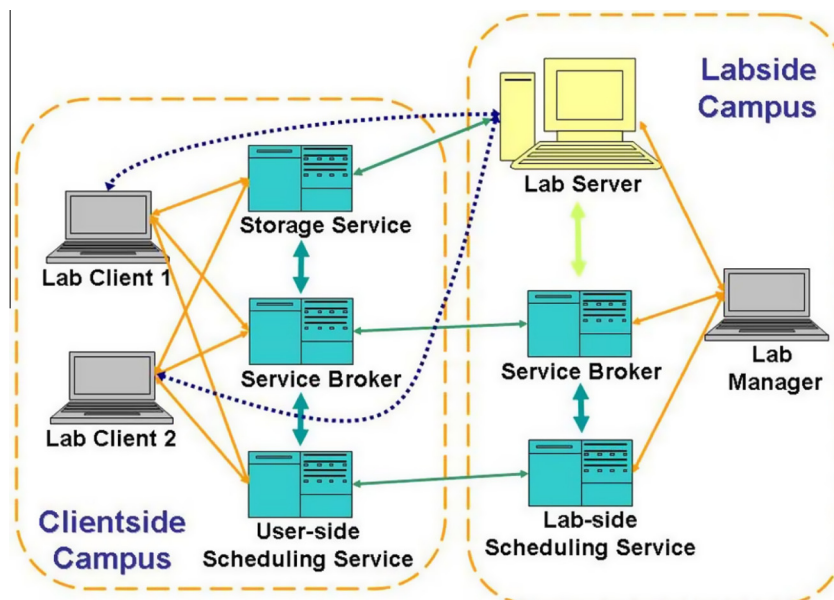 Labside
Campus
Lab Server
Storage Service
Lab Client 1
Service Broker
Service Broker
Lab
Manager
Lab Client 2
Clientside
Campus
User-side
Scheduling Service
Lab-side
Scheduling Service